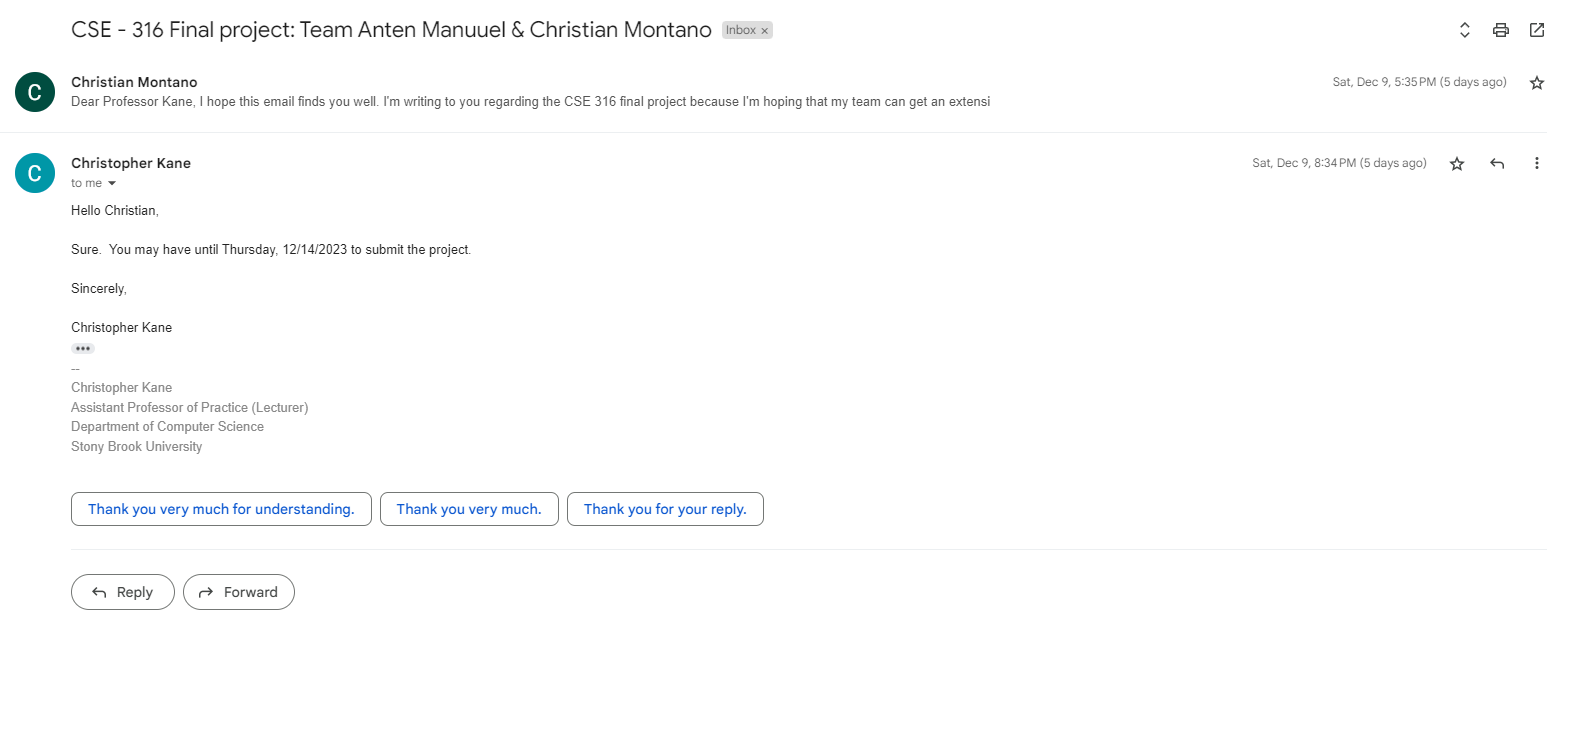 CSE - 316 Final project: Team Anten Manuuel & Christian Montano Inbox ×
C
Christian Montano
Sat, Dec 9, 5:35 PM (5 days ago)
Dear Professor Kane, I hope this email finds you well. I'm writing to you regarding the CSE 316 final project because I'm hoping that my team can get an extensi
C
Christopher Kane
Sat, Dec 9, 8:34 PM (5 days ago)
to me
Hello Christian,
Sure.  You may have until Thursday, 12/14/2023 to submit the project.
Sincerely,
Christopher Kane
•••
--
Christopher Kane
Assistant Professor of Practice (Lecturer)
Department of Computer Science
Stony Brook University
Thank you very much for understanding.
Thank you very much.
Thank you for your reply.
Reply
Forward